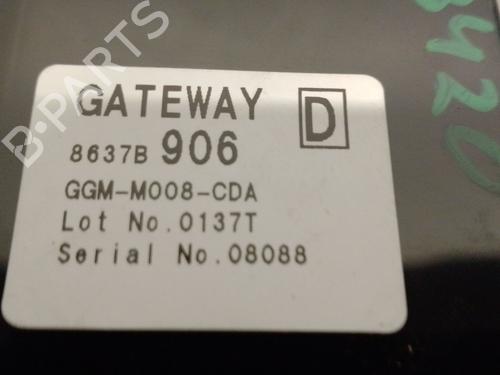 GATEWAY D
8637B 906
GGM-M008-CDA
Lot No.0137T
Serial No.08088
B-PARTS